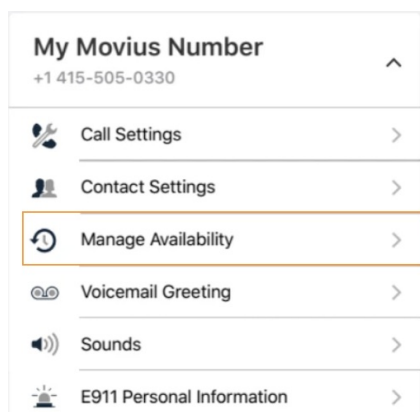 My Movius Number
+1 415-505-0330
Call Settings
Contact Settings
Manage Availability
Voicemail Greeting
Sounds
E911 Personal Information